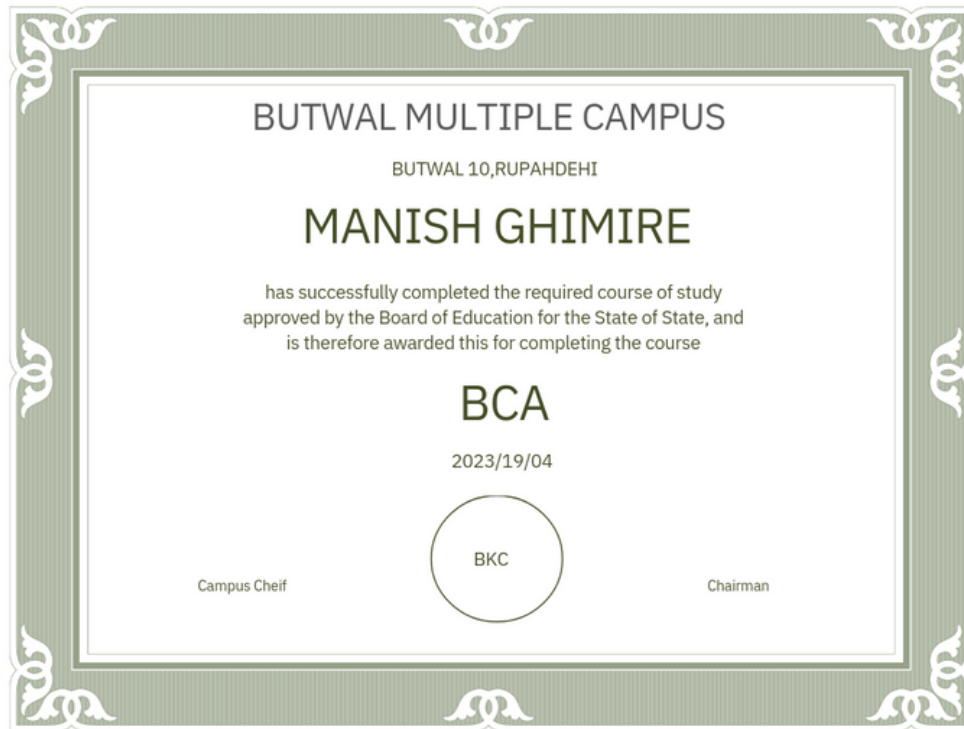 BUTWAL MULTIPLE CAMPUS
BUTWAL 10,RUPAHDEHI
MANISH GHIMIRE
has successfully completed the required course of study
approved by the Board of Education for the State of State, and
is therefore awarded this for completing the course
BCA
2023/19/04
BKC
Campus Cheif
Chairman